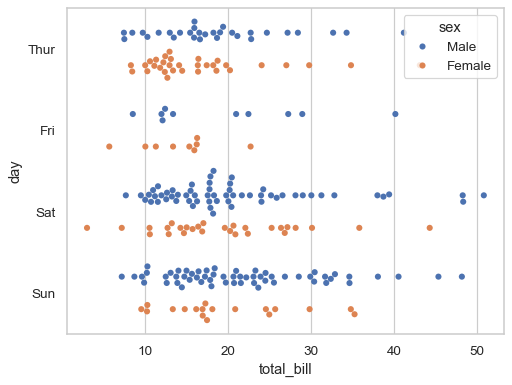 sex
Male
Female
Thur
Fri
Sat
Sun
day
10 20 30 40 50
total_bill